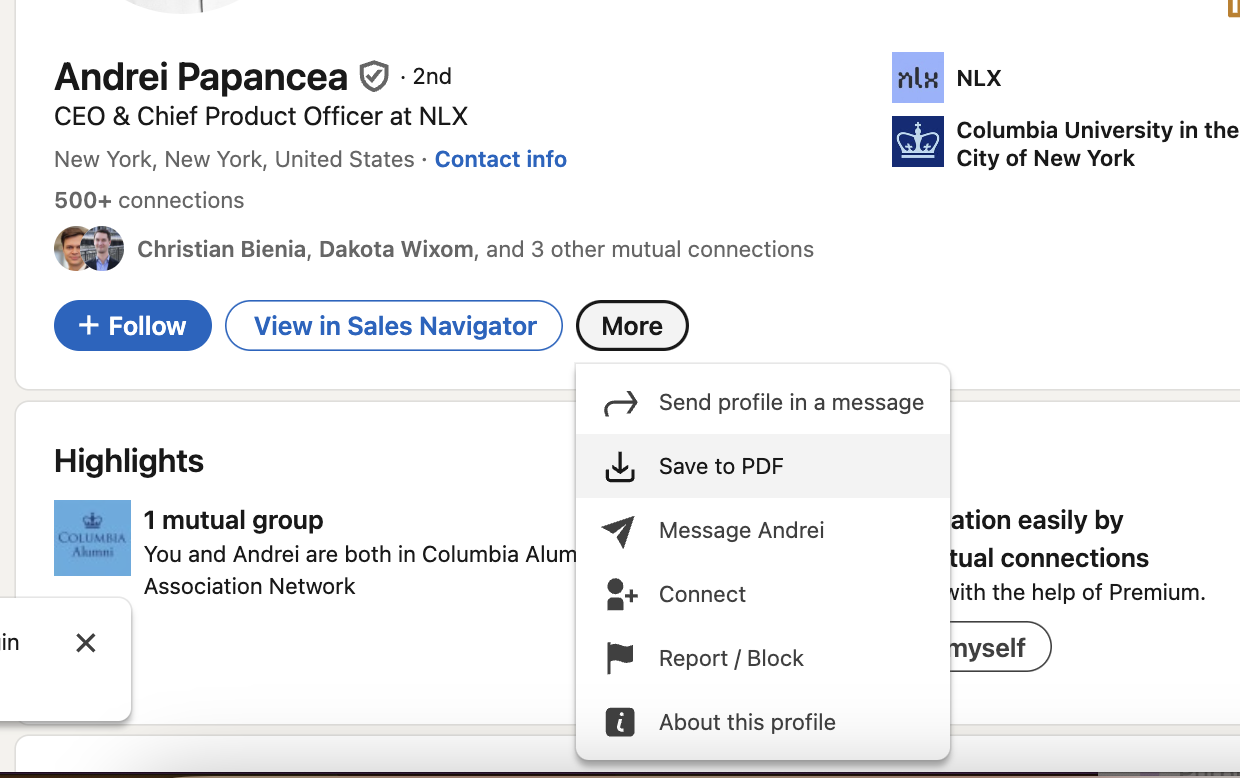 Andrei Papancea · 2nd
CEO & Chief Product Officer at NLX
New York, New York, United States · Contact info
500+ connections
Christian Bienia, Dakota Wixom, and 3 other mutual connections
+ Follow
View in Sales Navigator
More
nlx
NLX
Columbia University in the
City of New York
Send profile in a message
Save to PDF
Message Andrei
Connect
Report / Block
About this profile
Highlights
COLUMBIA
Alumni
1 mutual group
You and Andrei are both in Columbia Alum
Association Network
ation easily by
tual connections
with the help of Premium.
myself
in